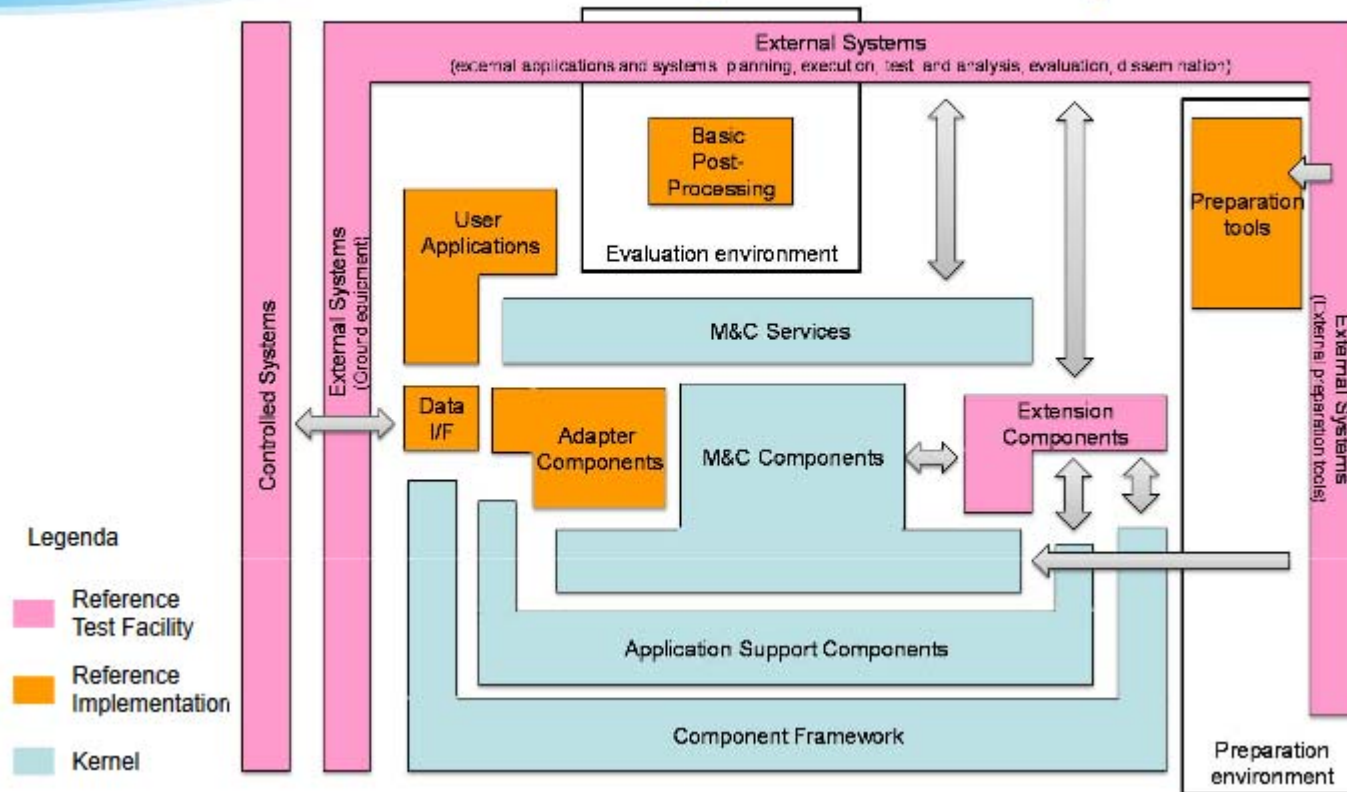 External Systems
(external applications and systems planning, execution, test and analysis, evaluation, dissemination)
Basic
Post-
Processing
Evaluation environment
User
Applications
Preparation
tools
External Systems
(Ground equipment)
Controlled Systems
M&C Services
External Systems
(External preparation tools)
Data
I/F
Adapter
Components
M&C Components
Extension
Components
Legenda
Reference
Test Facility
Reference
Implementation
Kernel
Application Support Components
Component Framework
Preparation
environment